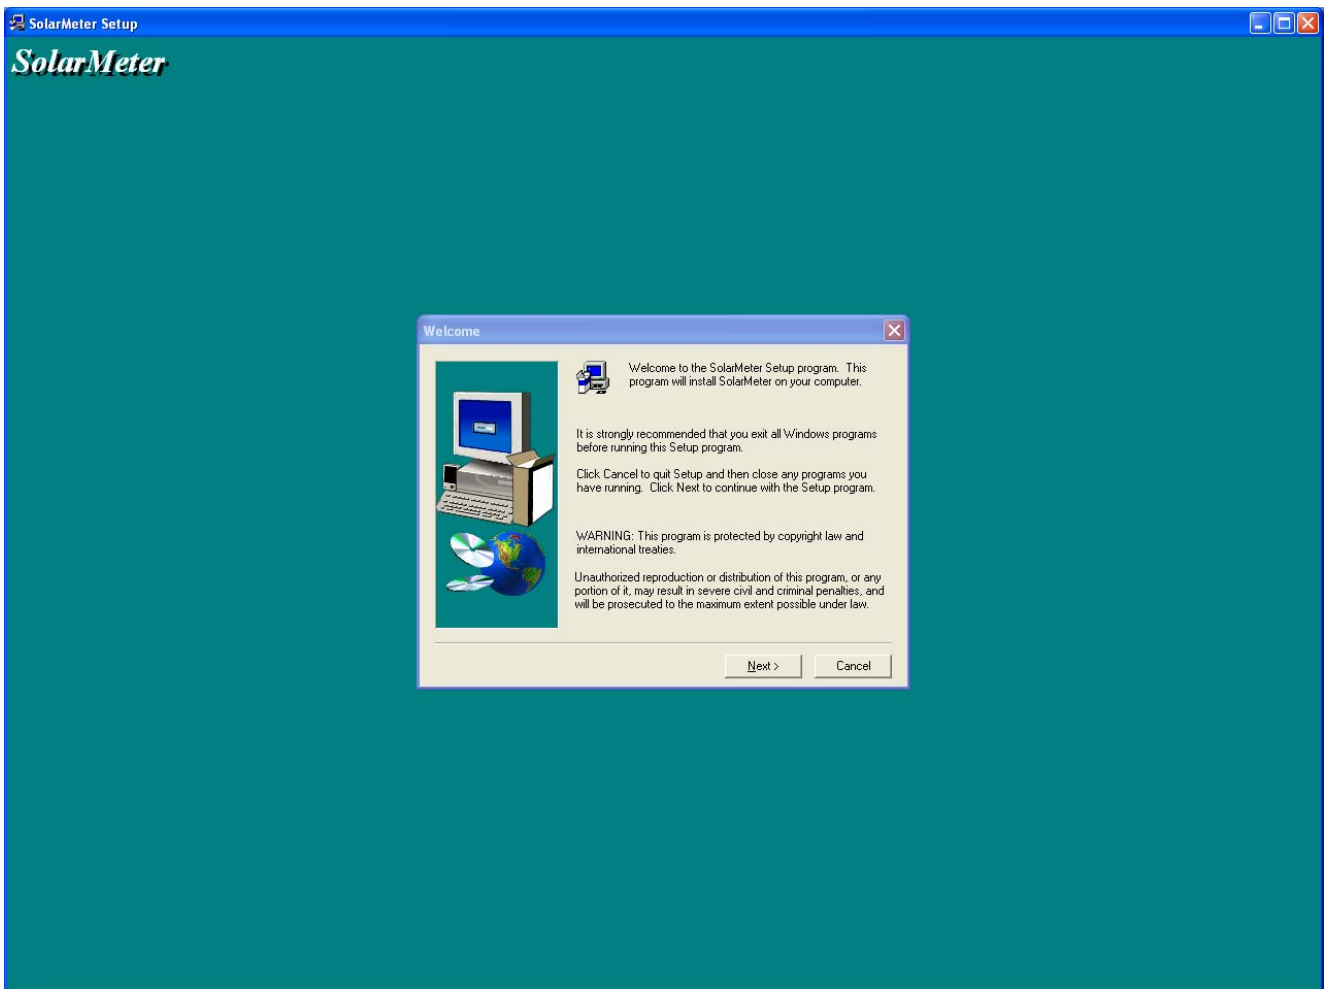 SolarMeter Setup
SolarMeter
Welcome
Welcome to the SolarMeter Setup program.  This
program will install SolarMeter on your computer.
It is strongly recommended that you exit all Windows programs
before running this Setup program.
Click Cancel to quit Setup and then close any programs you
have running.  Click Next to continue with the Setup program.
WARNING: This program is protected by copyright law and
international treaties.
Unauthorized reproduction or distribution of this program, or any
portion of it, may result in severe civil and criminal penalties, and
will be prosecuted to the maximum extent possible under law.
Next >
Cancel